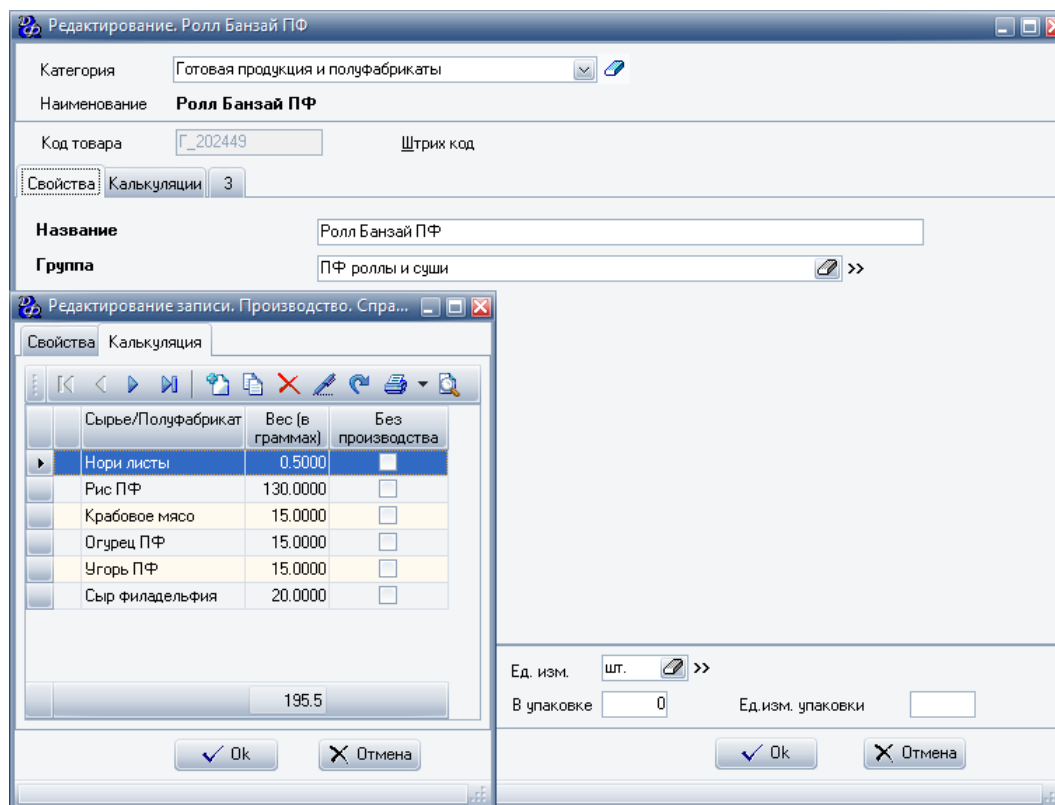 Редактирование. Ролл Банзай ПФ
Категория Готовая продукция и полуфабрикаты
Наименование Ролл Банзай ПФ
Код товара Г_202449 Штрих код
Свойства Калькуляции 3
Название Ролл Банзай ПФ
Группа ПФ роллы и суши >>
Редактирование записи. Производство. Спра...
Свойства Калькуляция
Сырье/Полуфабрикат Вес (в граммах) Без производства
Нори листы 0.5000
Рис ПФ 130.0000
Крабовое мясо 15.0000
Огурец ПФ 15.0000
Угорь ПФ 15.0000
Сыр филадельфия 20.0000
195.5
Ok Отмена
Ед. изм. шт. >>
В упаковке 0 Ед.изм. упаковки
Ok Отмена